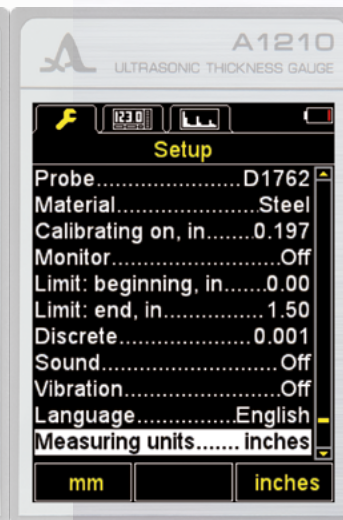 A1210
ULTRASONIC THICKNESS GAUGE
123.0
Setup
Probe....................D1762
Material....................Steel
Calibrating on, in.......0.197
Monitor.......................Off
Limit: beginning, in.......0.00
Limit: end, in...............1.50
Discrete...................0.001
Sound........................Off
Vibration.....................Off
Language..............English
Measuring units....... inches
mm inches